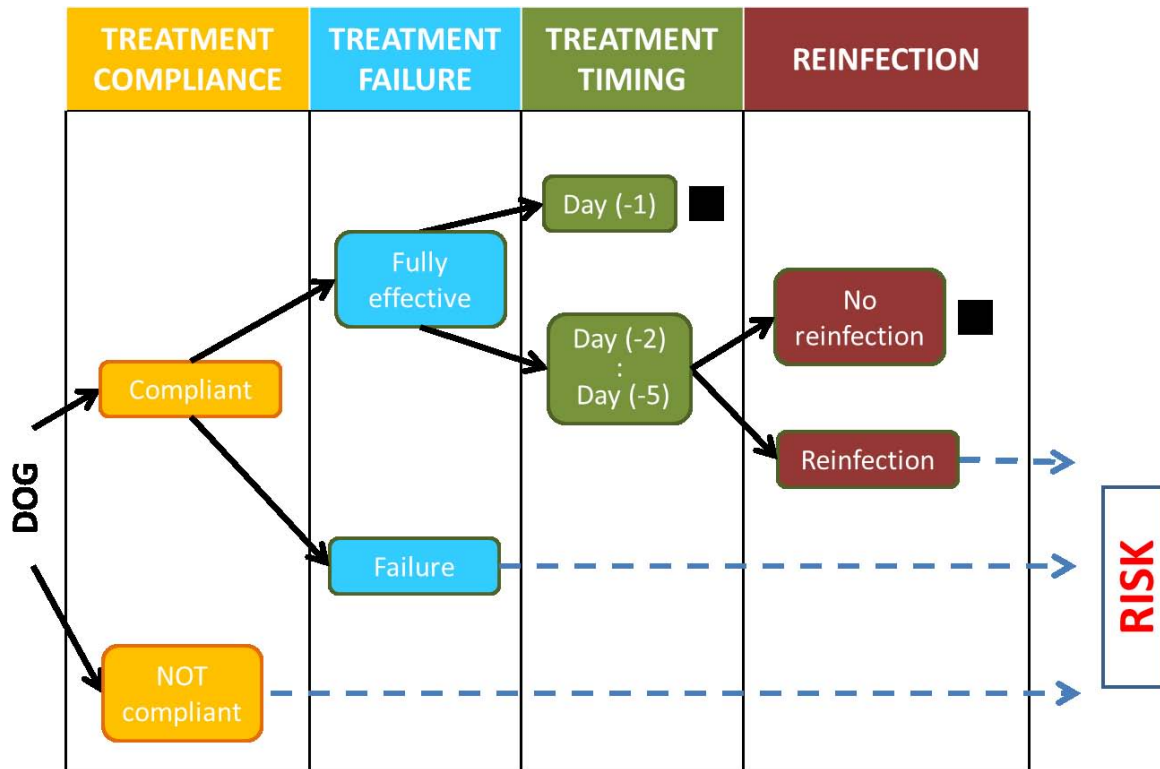 TREATMENT
COMPLIANCE
TREATMENT
FAILURE
TREATMENT
TIMING
REINFECTION
Day (-1)
Fully
effective
No
reinfection
Day (-2)
:
Day (-5)
Compliant
Reinfection
DOG
Failure
RISK
NOT
compliant